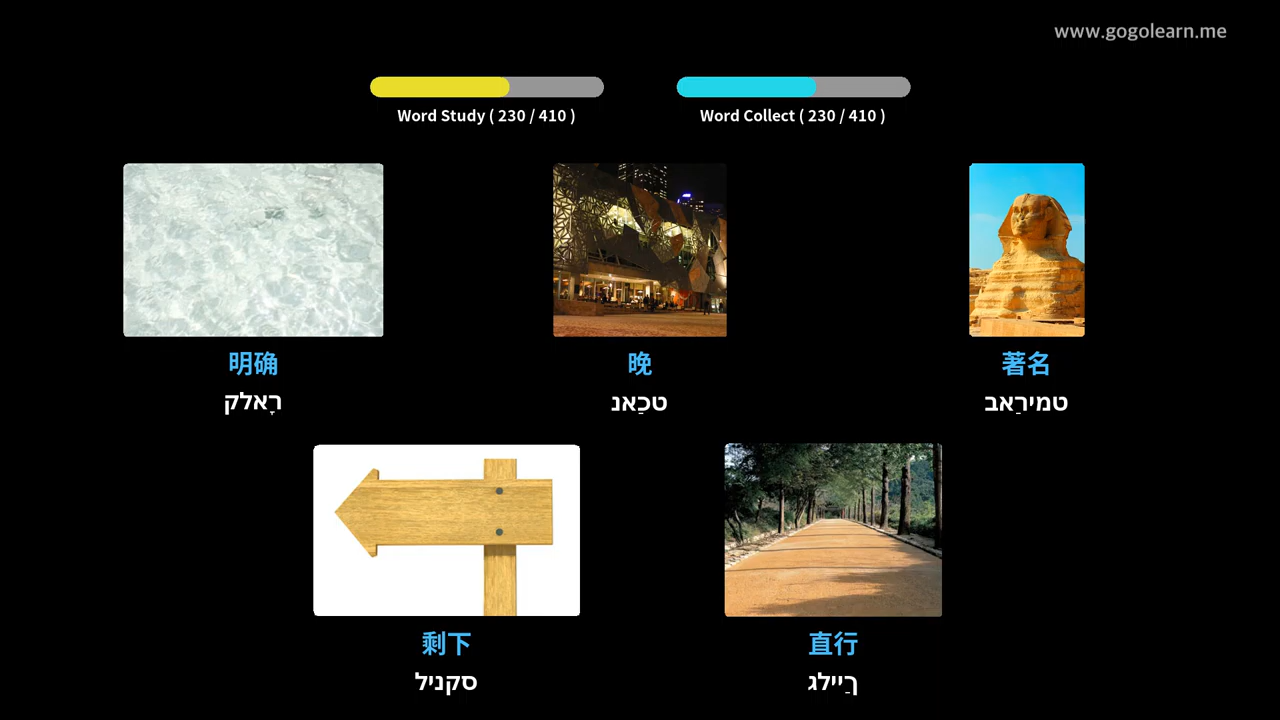 www.gogolearn.me
Word Study ( 230 / 410 )
Word Collect ( 230 / 410 )
明确
晚
著名
רָאלק
טכַאנ
טמירַאב
剩下
直行
סקניל
ךַיילג